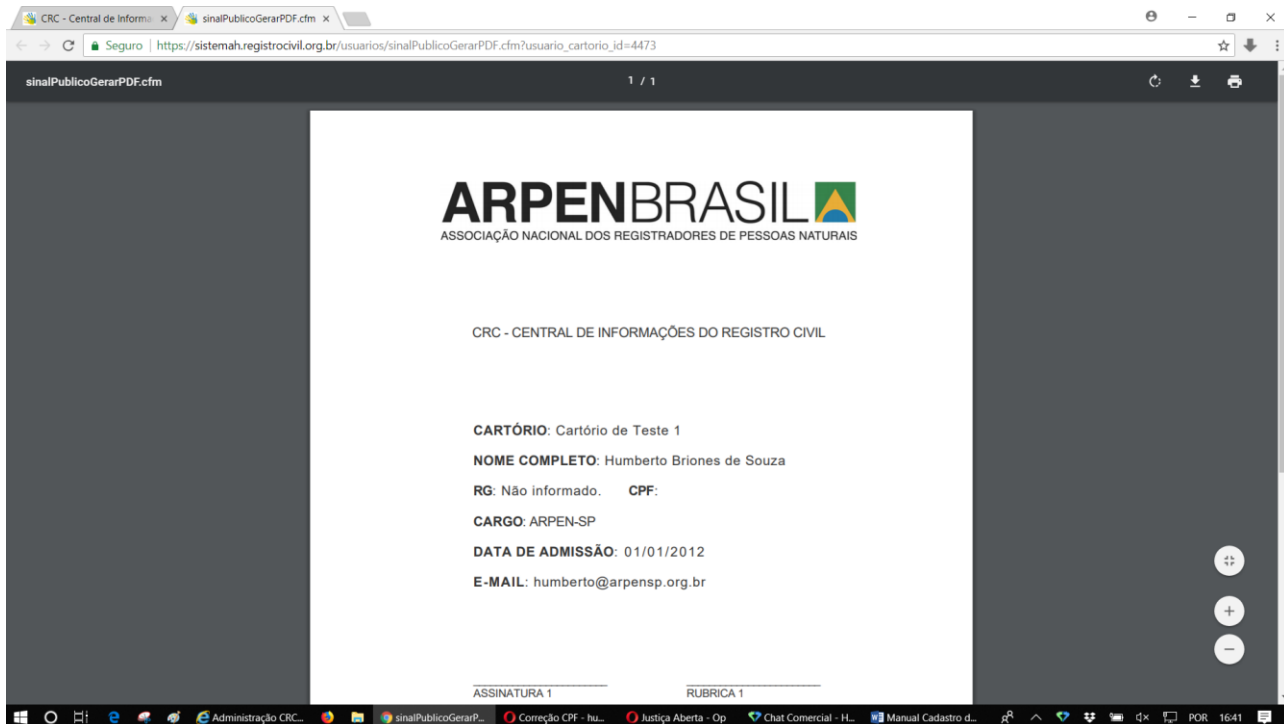 CRC - Central de Informa
sinalPublicoGerarPDF.cfm
Seguro | https://sistemah.registrocivil.org.br/usuarios/sinalPublicoGerarPDF.cfm?usuario_cartorio_id=4473
sinalPublicoGerarPDF.cfm
1 / 1
ARPENBRASIL
ASSOCIAÇÃO NACIONAL DOS REGISTRADORES DE PESSOAS NATURAIS
CRC - CENTRAL DE INFORMAÇÕES DO REGISTRO CIVIL
CARTÓRIO: Cartório de Teste 1
NOME COMPLETO: Humberto Briones de Souza
RG: Não informado. CPF:
CARGO: ARPEN-SP
DATA DE ADMISSÃO: 01/01/2012
E-MAIL: humberto@arpensp.org.br
ASSINATURA 1 RUBRICA 1
Administração CRC... sinalPublicoGerarP... Correção CPF - hu... Justiça Aberta - Op Chat Comercial - H... Manual Cadastro d... POR 16:41